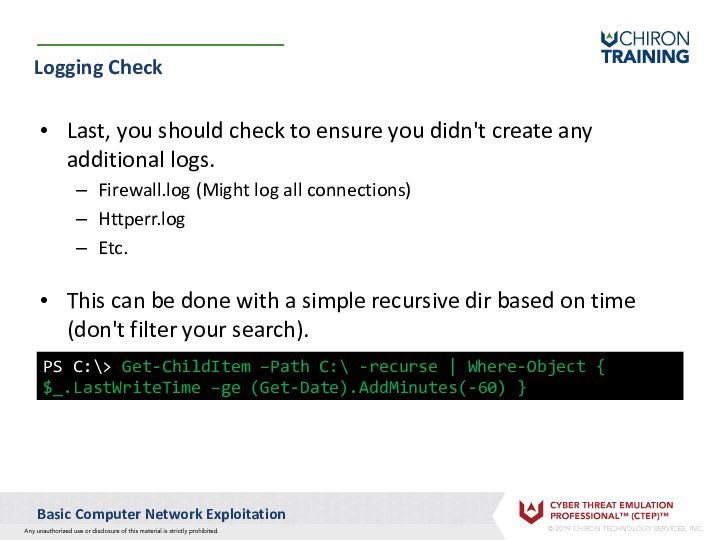 CHIRON
TRAINING
Logging Check
• Last, you should check to ensure you didn't create any
additional logs.
– Firewall.log (Might log all connections)
– Httperr.log
– Etc.
• This can be done with a simple recursive dir based on time
(don't filter your search).
PS C:\> Get-ChildItem –Path C:\ -recurse | Where-Object {
$_.LastWriteTime –ge (Get-Date).AddMinutes(-60) }
Basic Computer Network Exploitation
Any unauthorized use or disclosure of this material is strictly prohibited.
CYBER THREAT EMULATION
PROFESSIONAL™ (CTEP)™
© 2019 CHIRON TECHNOLOGY SERVICES, INC.